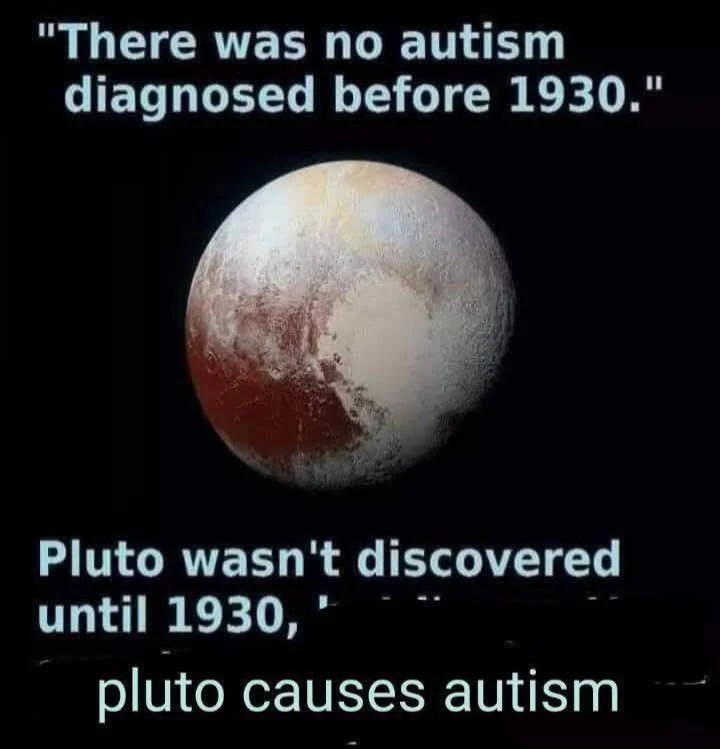 "There was no autism
diagnosed before 1930."
Pluto wasn't discovered
until 1930,
pluto causes autism